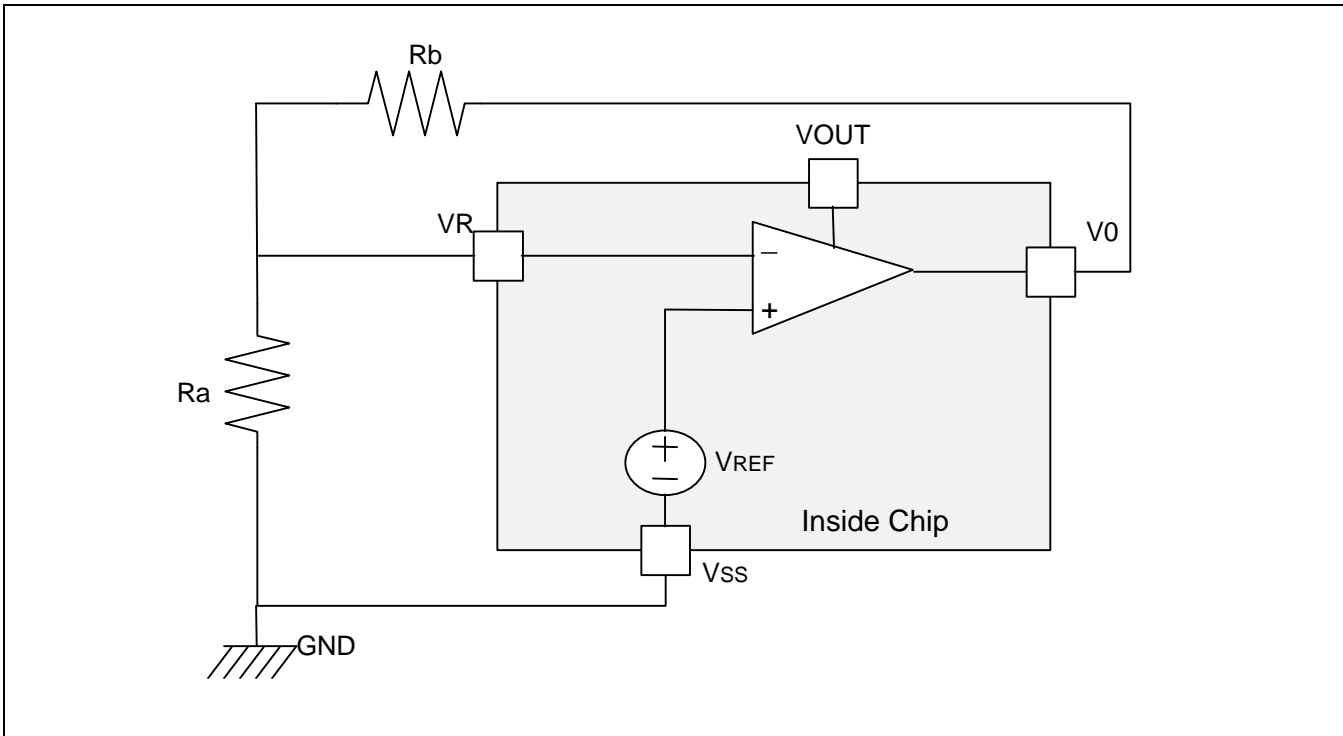 Rb
VOUT
VR
V0
−
+
Ra
+
−
VREF
Inside Chip
VSS
GND